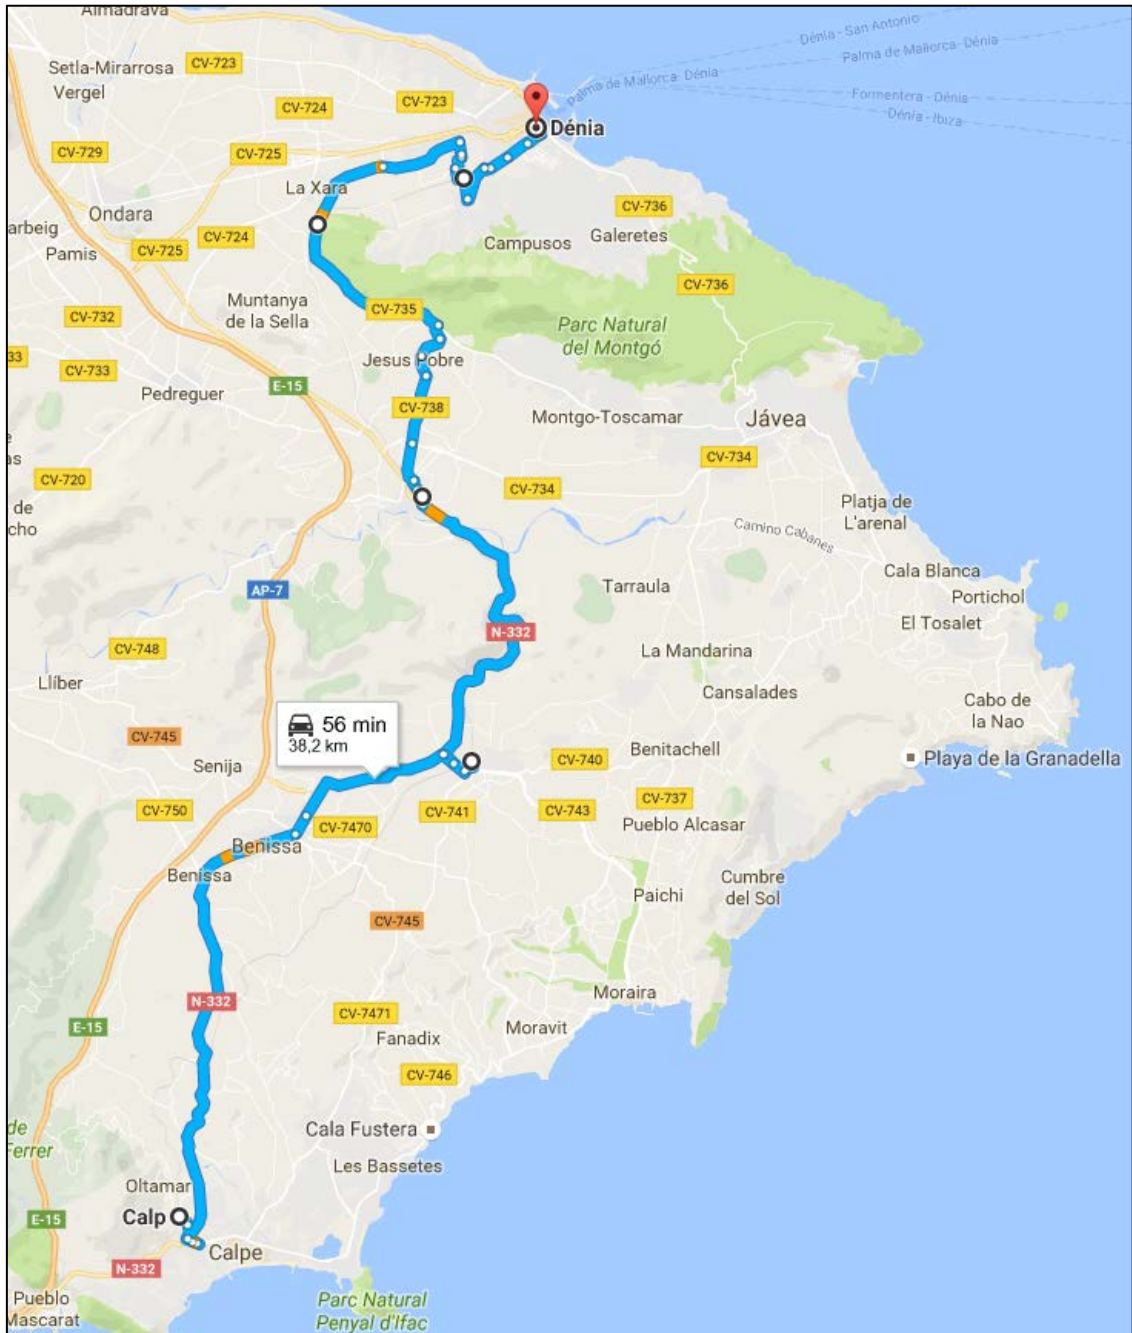 Almadrava
Dénia - San Antonio
Palma de Mallorca- Dénia
Setla-Mirarrosa
CV-723
Vergel
Palma de Mallorca- Dénia
CV-724
CV-723
Formentera - Dénia
Dénia - Ibiza
Dénia
CV-729
CV-725
La Xara
Ondara
CV-736
arbeig
CV-724
Galeretes
Campusos
Pamis
CV-725
CV-736
Muntanya
de la Sella
CV-735
CV-732
Parc Natural
del Montgó
33
CV-733
Jesus Pobre
E-15
Pedreguer
CV-738
Montgo-Toscamar
Jávea
as
CV-734
CV-720
CV-734
Platja de
L'arenal
de
cho
Camino Cabanes
Cala Blanca
AP-7
Tarraula
Portichol
El Tosalet
N-332
CV-748
La Mandarina
Llíber
Cansalades
Cabo de
la Nao
56 min
38,2 km
CV-745
Benitachell
CV-740
Playa de la Granadella
Senija
CV-750
CV-741
CV-743
CV-737
CV-7470
Pueblo Alcasar
Benissa
Benissa
Cumbre
del Sol
Paichi
CV-745
Moraira
N-332
CV-7471
E-15
Moravit
Fanadix
CV-746
de
Ferrer
Cala Fustera
Les Bassetes
Oltamar
Calp
E-15
Calpe
N-332
Pueblo
Mascarat
Parc Natural
Penyal d'Ifac